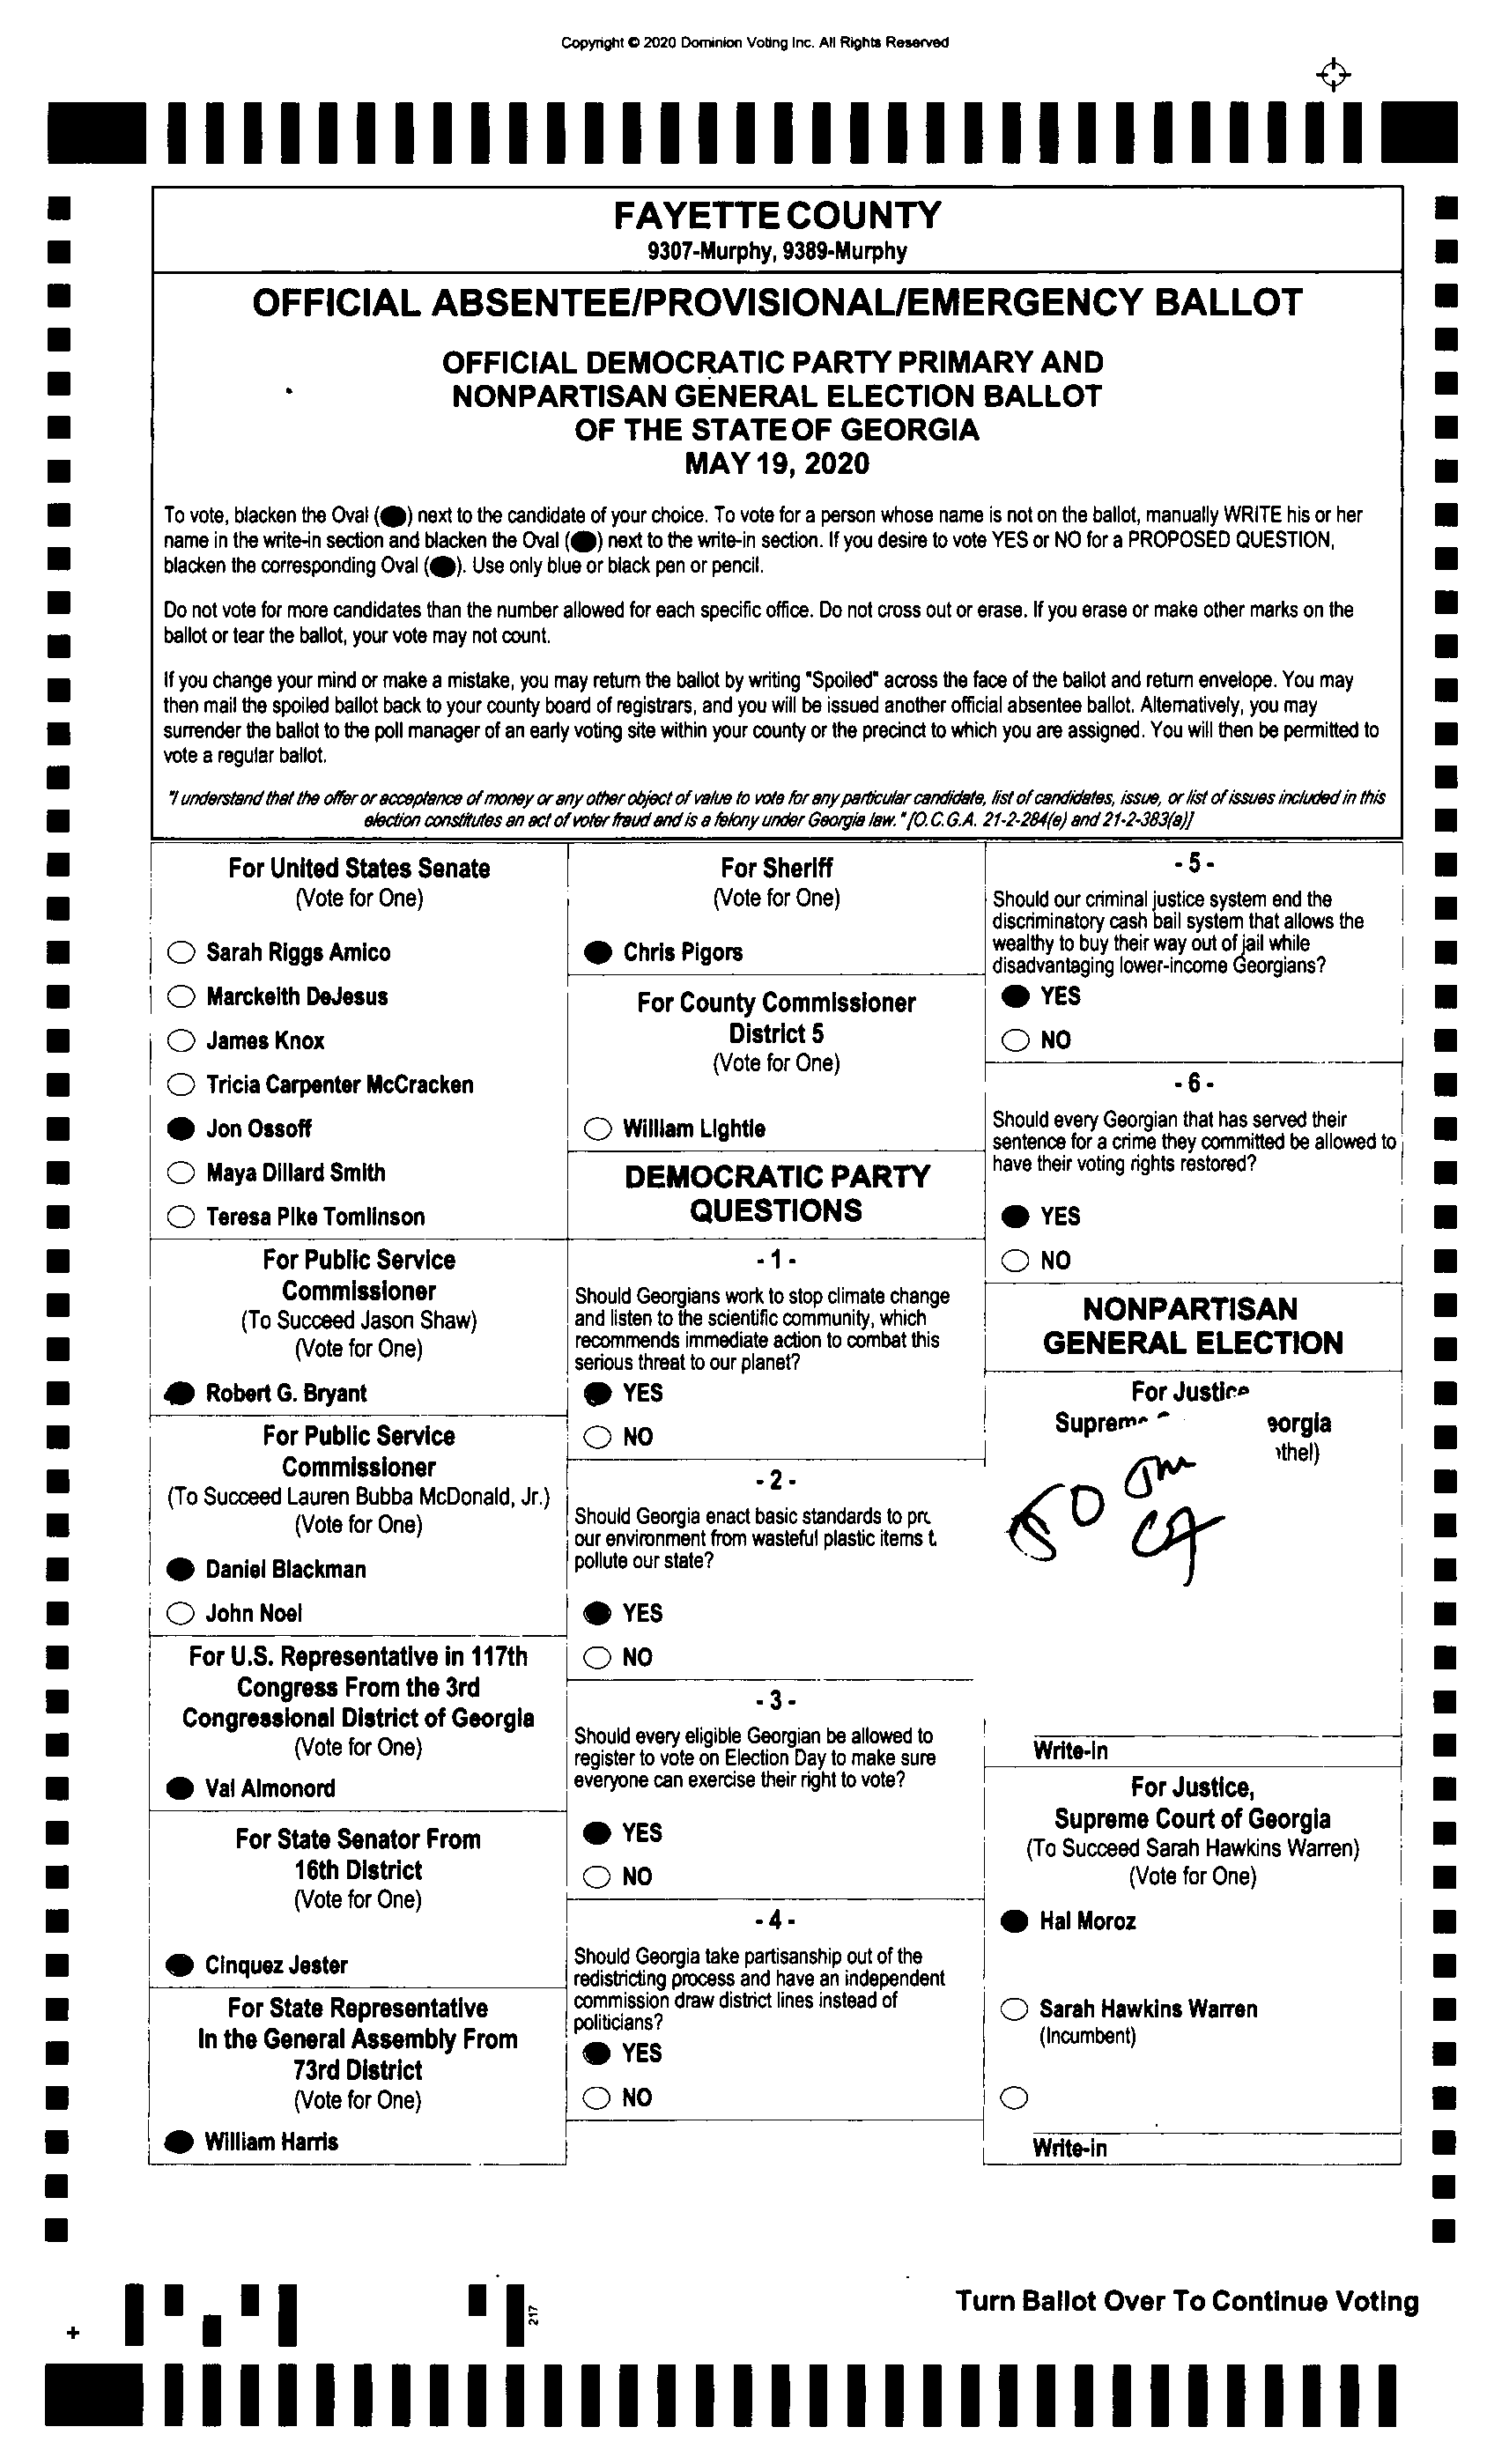 Copyright © 2020 Dominion Voting Inc. All Rights Reserved
FAYETTE COUNTY
9307-Murphy, 9389-Murphy
OFFICIAL ABSENTEE/PROVISIONAL/EMERGENCY BALLOT
OFFICIAL DEMOCRATIC PARTY PRIMARY AND
NONPARTISAN GENERAL ELECTION BALLOT
OF THE STATE OF GEORGIA
MAY 19, 2020
To vote, blacken the Oval ( ) next to the candidate of your choice. To vote for a person whose name is not on the ballot, manually WRITE his or her
name in the write-in section and blacken the Oval ( ) next to the write-in section. If you desire to vote YES or NO for a PROPOSED QUESTION,
blacken the corresponding Oval ( ). Use only blue or black pen or pencil.
Do not vote for more candidates than the number allowed for each specific office. Do not cross out or erase. If you erase or make other marks on the
ballot or tear the ballot, your vote may not count.
If you change your mind or make a mistake, you may return the ballot by writing "Spoiled" across the face of the ballot and return envelope. You may
then mail the spoiled ballot back to your county board of registrars, and you will be issued another official absentee ballot. Alternatively, you may
surrender the ballot to the poll manager of an early voting site within your county or the precinct to which you are assigned. You will then be permitted to
vote a regular ballot.
"I understand that the offer or acceptance of money or any other object of value to vote for any particular candidate, list of candidates, issue, or list of issues included in this
election constitutes an act of voter fraud and is a felony under Georgia law." [O.C.G.A. 21-2-284(e) and 21-2-383(a)]
For United States Senate
(Vote for One)
Sarah Riggs Amico
Marckeith DeJesus
James Knox
Tricia Carpenter McCracken
Jon Ossoff
Maya Dillard Smith
Teresa Pike Tomlinson
For Public Service
Commissioner
(To Succeed Jason Shaw)
(Vote for One)
Robert G. Bryant
For Public Service
Commissioner
(To Succeed Lauren Bubba McDonald, Jr.)
(Vote for One)
Daniel Blackman
John Noel
For U.S. Representative in 117th
Congress From the 3rd
Congressional District of Georgia
(Vote for One)
Val Almonord
For State Senator From
16th District
(Vote for One)
Cinquez Jester
For State Representative
In the General Assembly From
73rd District
(Vote for One)
William Harris
For Sheriff
(Vote for One)
Chris Pigors
For County Commissioner
District 5
(Vote for One)
William Lightle
DEMOCRATIC PARTY
QUESTIONS
- 1 -
Should Georgians work to stop climate change
and listen to the scientific community, which
recommends immediate action to combat this
serious threat to our planet?
YES
NO
- 2 -
Should Georgia enact basic standards to
our environment from wasteful plastic items
pollute our state?
YES
NO
- 3 -
Should every eligible Georgian be allowed to
register to vote on Election Day to make sure
everyone can exercise their right to vote?
YES
NO
- 4 -
Should Georgia take partisanship out of the
redistricting process and have an independent
commission draw district lines instead of
politicians?
YES
NO
- 5 -
Should our criminal justice system end the
discriminatory cash bail system that allows the
wealthy to buy their way out of jail while
disadvantaging lower-income Georgians?
YES
NO
- 6 -
Should every Georgian that has served their
sentence for a crime they committed be allowed to
have their voting rights restored?
YES
NO
NONPARTISAN
GENERAL ELECTION
For Justice
Write-in
For Justice,
Supreme Court of Georgia
(To Succeed Sarah Hawkins Warren)
(Vote for One)
Hal Moroz
Sarah Hawkins Warren
(Incumbent)
Write-in
217
Turn Ballot Over To Continue Voting